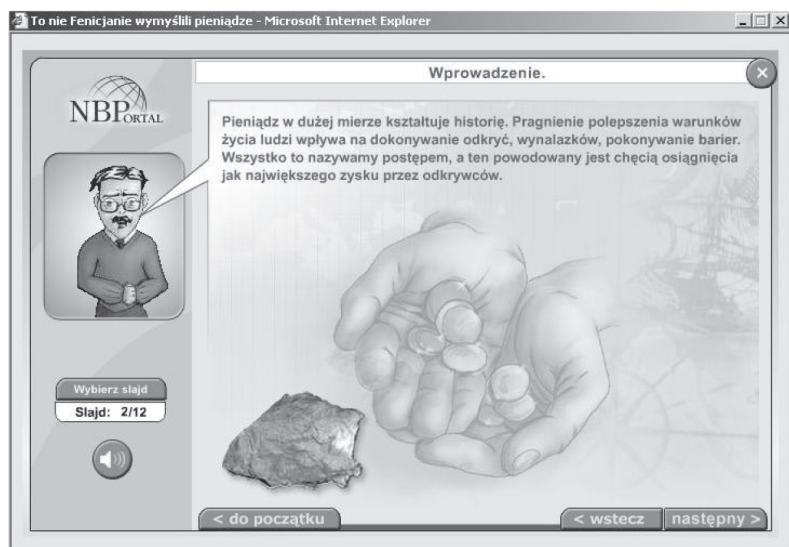 To nie Fenicjanie wymyślili pieniądze - Microsoft Internet Explorer
Wprowadzenie.
NBPORTAL
Pieniądz w dużej mierze kształtuje historię. Pragnienie polepszenia warunków
życia ludzi wpływa na dokonywanie odkryć, wynalazków, pokonywanie barier.
Wszystko to nazywamy postępem, a ten powodowany jest chęcią osiągnięcia
jak największego zysku przez odkrywców.
Wybierz slajd
Slajd: 2/12
< do początku
< wstecz
następny >